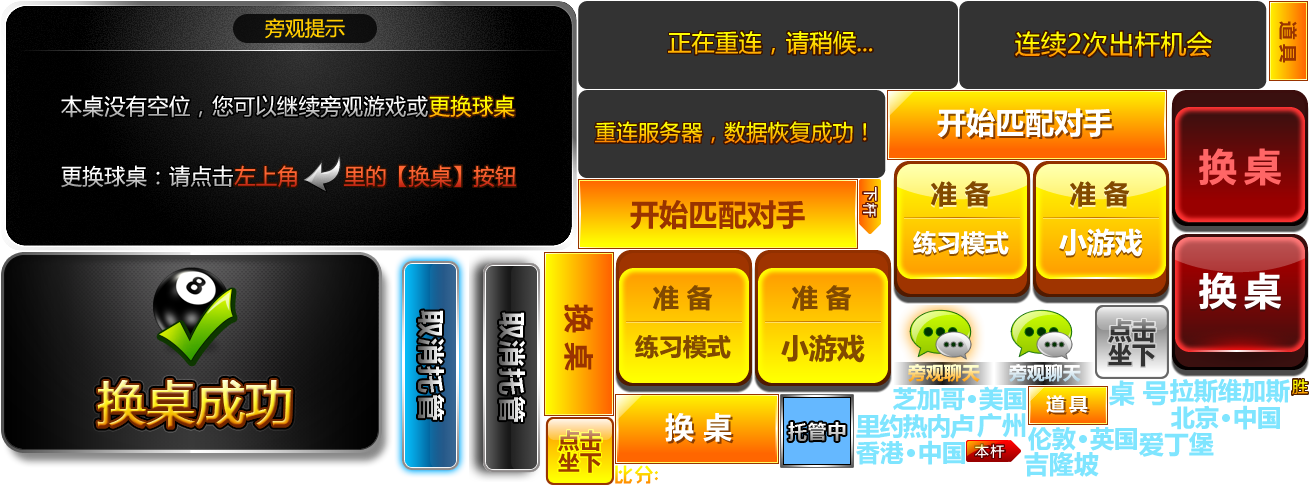 旁观提示
本桌没有空位，您可以继续旁观游戏或更换球桌
更换球桌：请点击左上角里的【换桌】按钮
正在重连，请稍候...
连续2次出杆机会
道具
重连服务器，数据恢复成功！
开始匹配对手
换桌
开始匹配对手
下杆
准备
练习模式
准备
小游戏
换桌
8
换桌成功
取消托管
取消托管
换桌
准备
练习模式
准备
小游戏
旁观聊天
旁观聊天
点击
坐下
点击
坐下
换桌
托管中
比分:
芝加哥·美国
里约热内卢
广州
香港·中国
本杆
道具
桌 号
拉斯维加斯
胜
北京·中国
伦敦·英国
爱丁堡
吉隆坡